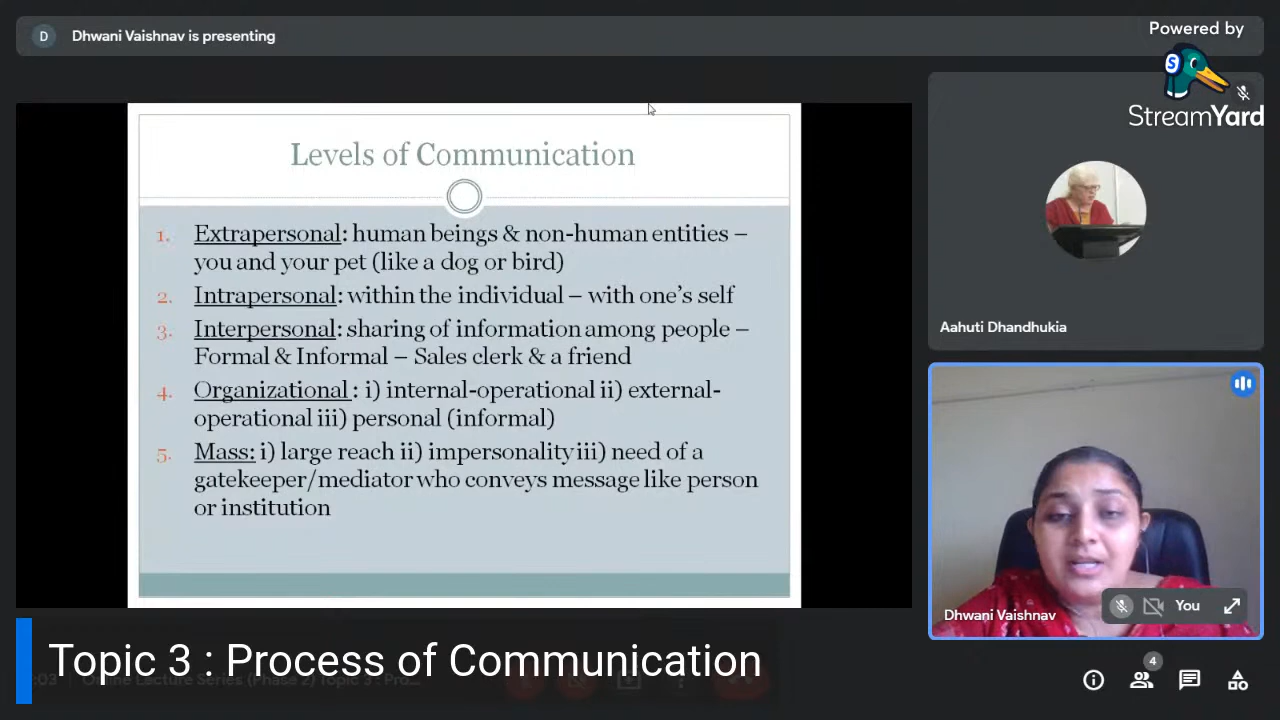 D
Dhwani Vaishnav is presenting
Powered by
S
StreamYard
Levels of Communication
1. Extrapersonal: human beings & non-human entities –
you and your pet (like a dog or bird)
2. Intrapersonal: within the individual – with one's self
3. Interpersonal: sharing of information among people –
Formal & Informal – Sales clerk & a friend
4. Organizational : i) internal-operational ii) external-
operational iii) personal (informal)
5. Mass: i) large reach ii) impersonality iii) need of a
gatekeeper/mediator who conveys message like person
or institution
Aahuti Dhandhukia
Dhwani Vaishnav
You
Topic 3 : Process of Communication
4